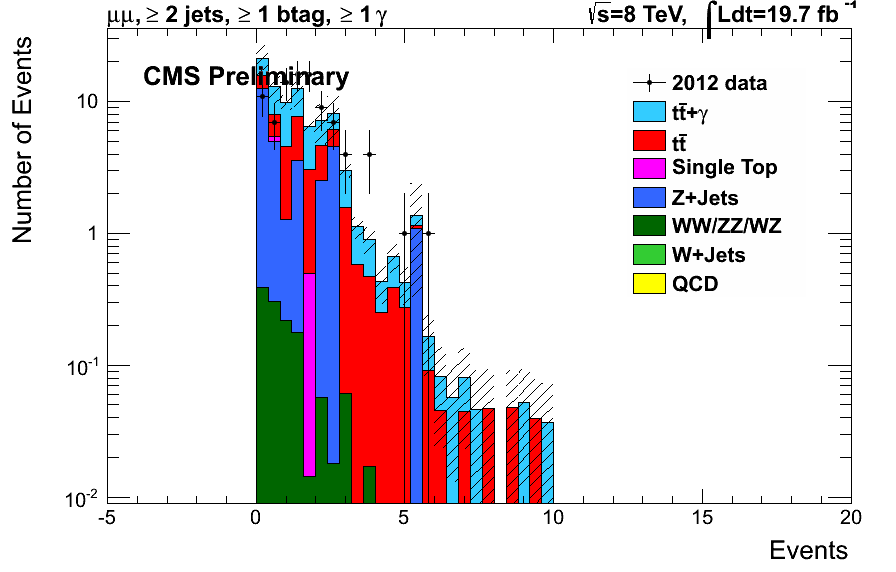 μμ, ≥ 2 jets, ≥ 1 btag, ≥ 1 γ
√s=8 TeV, ∫Ldt=19.7 fb⁻¹
CMS Preliminary
2012 data
tt̄+γ
tt̄
Single Top
Z+Jets
WW/ZZ/WZ
W+Jets
QCD
Number of Events
10
1
10⁻¹
10⁻²
-5 0 5 10 15 20
Events